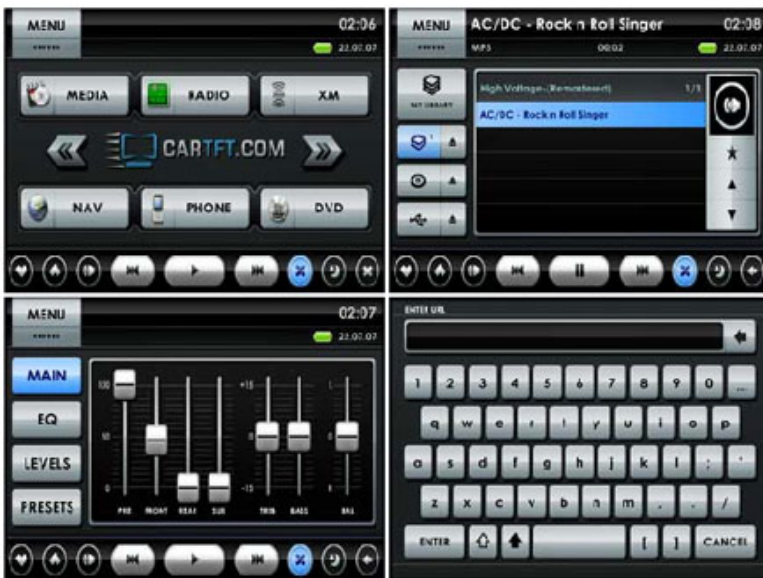 MENU 02:06
22.07.07
MEDIA RADIO XM
CARTFT.COM
NAV PHONE DVD
MENU AC/DC - Rock n Roll Singer 02:08
MP3 00:02 22.07.07
MY LIBRARY
High Voltage-(Remastered) 1/1
AC/DC - Rock n Roll Singer
MENU 02:07
22.07.07
MAIN
EQ
LEVELS
PRESETS
100 +15 L
50 0 0
0 -15 R
PRE FRONT REAR SUB TRIB BASS BAL
ENTER URL
1 2 3 4 5 6 7 8 9 0 ...
q w e r t y u i o p
a s d f g h j k l ; '
z x c v b n m , . /
ENTER [ ] CANCEL